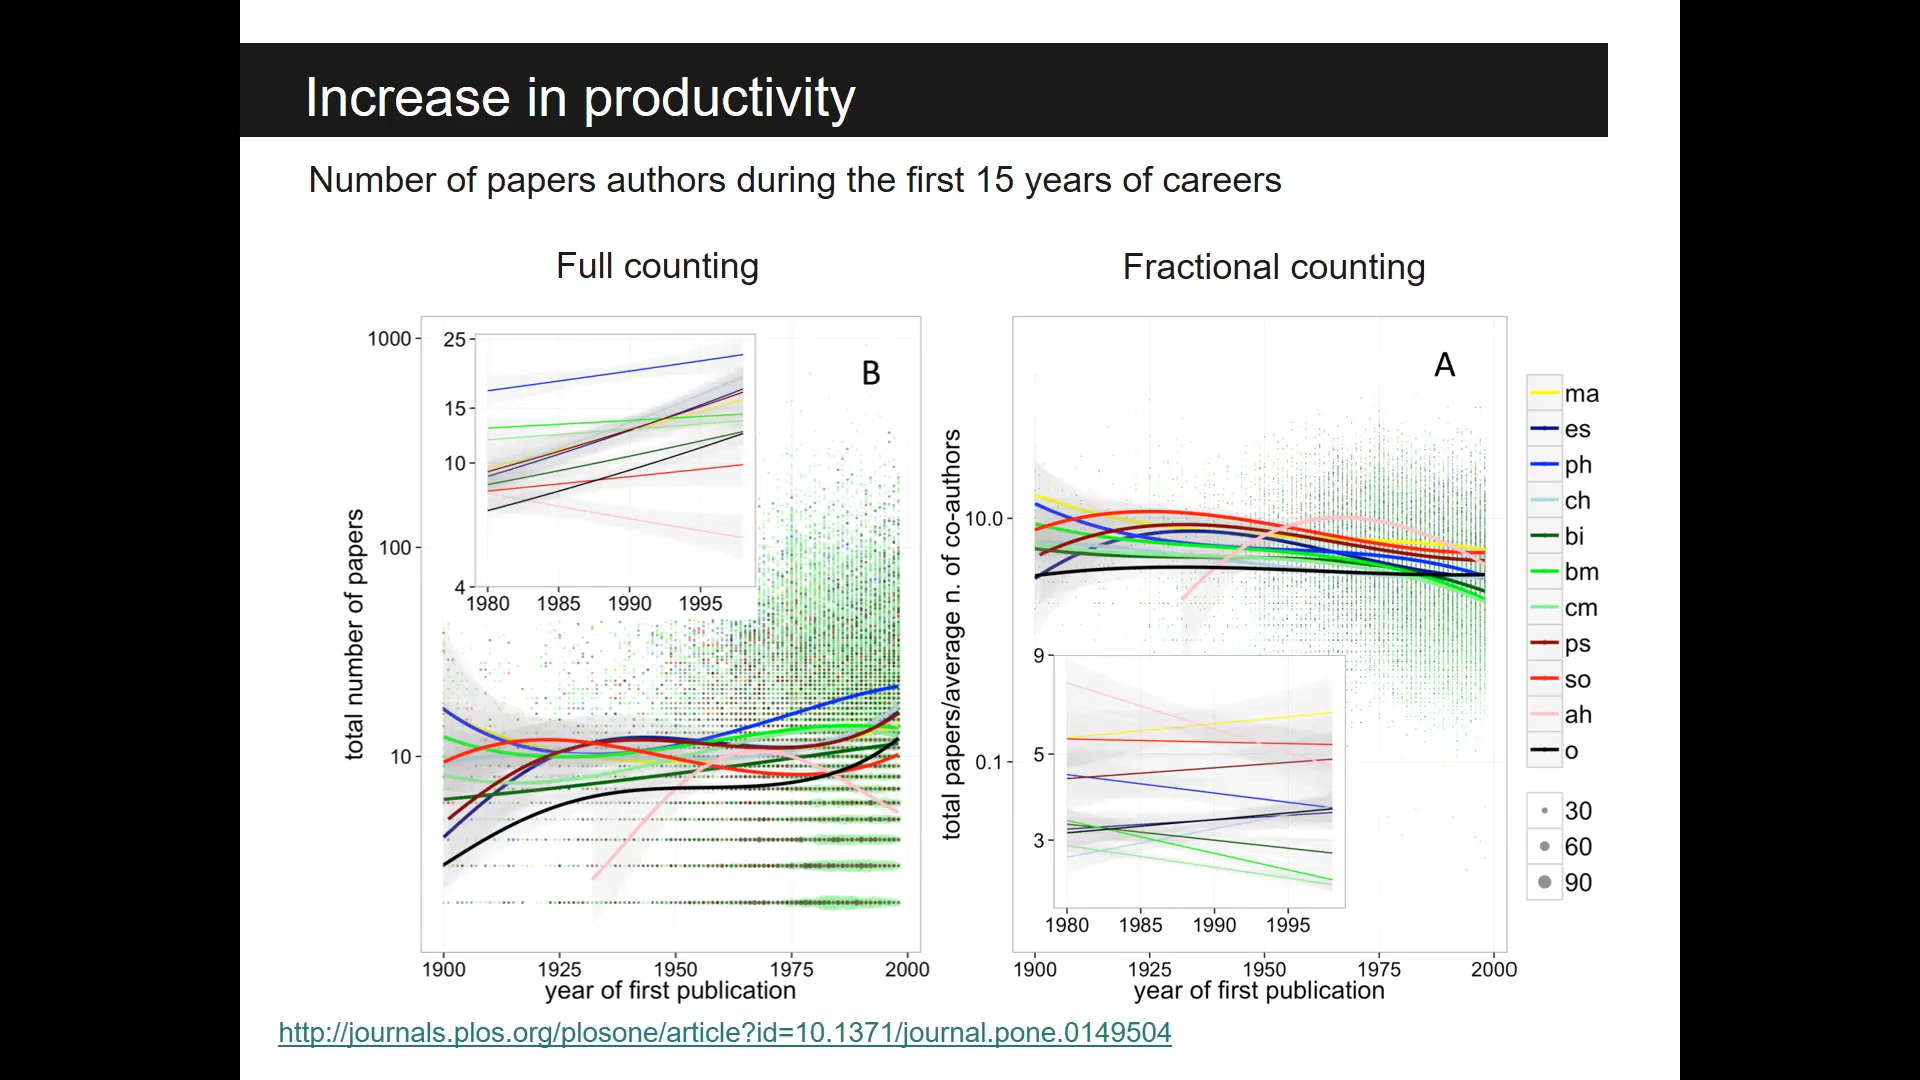 Increase in productivity
Number of papers authors during the first 15 years of careers
Full counting
Fractional counting
1000
100
10
total number of papers
25
15
10
4
1980 1985 1990 1995
B
1900 1925 1950 1975 2000
year of first publication
10.0
0.1
total papers/average n. of co-authors
A
9
5
3
1980 1985 1990 1995
1900 1925 1950 1975 2000
year of first publication
ma
es
ph
ch
bi
bm
cm
ps
so
ah
o
30
60
90
http://journals.plos.org/plosone/article?id=10.1371/journal.pone.0149504